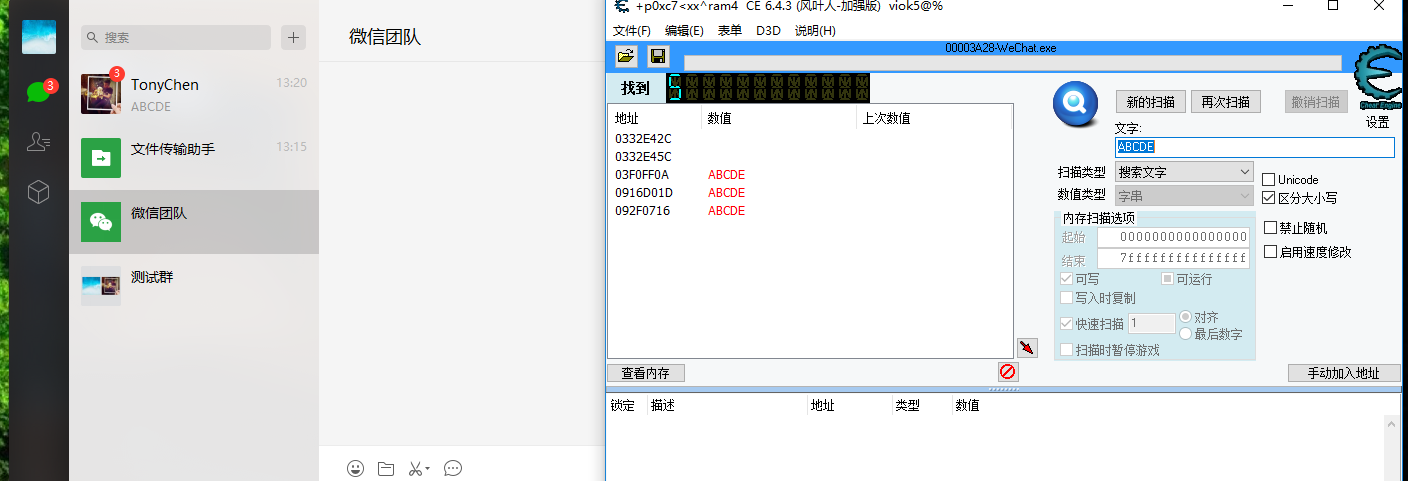 搜索
微信团队
3
3
TonyChen
13:20
ABCDE
文件传输助手
13:15
微信团队
测试群
+p0xc7<xx^ram4 CE 6.4.3 (风叶人-加强版) viok5@%
文件(F) 编辑(E) 表单 D3D 说明(H)
00003A28-WeChat.exe
找到 5
地址 数值 上次数值
0332E42C
0332E45C
03F0FF0A ABCDE
0916D01D ABCDE
092F0716 ABCDE
新的扫描 再次扫描 撤销扫描
Cheat Engine
设置
文字:
ABCDE
扫描类型 搜索文字
数值类型 字串
Unicode
区分大小写
内存扫描选项
起始 0000000000000000
结束 7fffffffffffffff
可写 可运行
写入时复制
快速扫描 1 对齐
最后数字
扫描时暂停游戏
禁止随机
启用速度修改
查看内存
手动加入地址
锁定 描述 地址 类型 数值